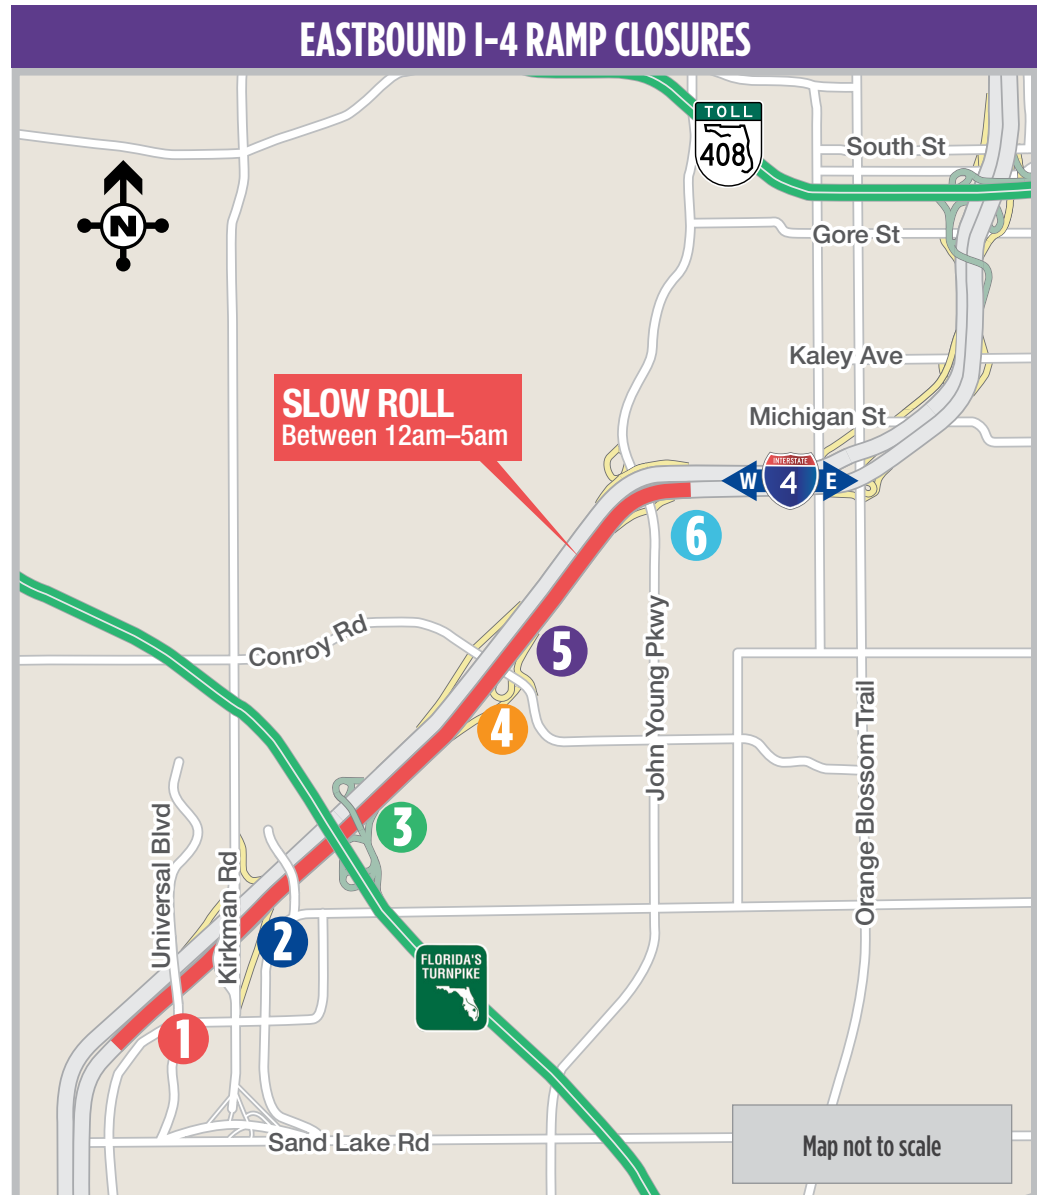 EASTBOUND I-4 RAMP CLOSURES
TOLL
408
South St
N
Gore St
Kaley Ave
SLOW ROLL
Between 12am–5am
Michigan St
INTERSTATE
W 4 E
6
Conroy Rd
5
John Young Pkwy
4
Orange Blossom Trail
3
Universal Blvd
Kirkman Rd
2
FLORIDA'S
TURNPIKE
1
Sand Lake Rd
Map not to scale